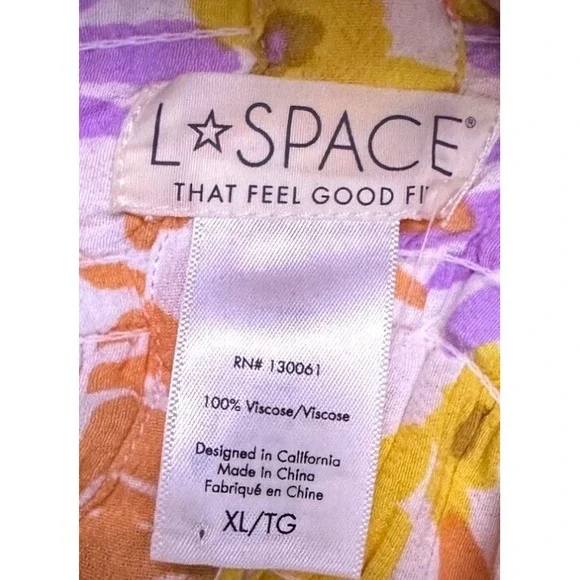 L☆SPACE®
THAT FEEL GOOD FI
RN# 130061
100% Viscose/Viscose
Designed in California
Made in China
Fabriqué en Chine
XL/TG